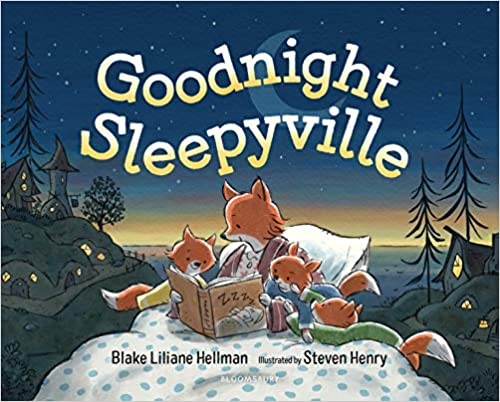 Goodnight
Sleepyville
Z Z Z Z
Blake Liliane Hellman Illustrated by Steven Henry
BLOOMSBURY